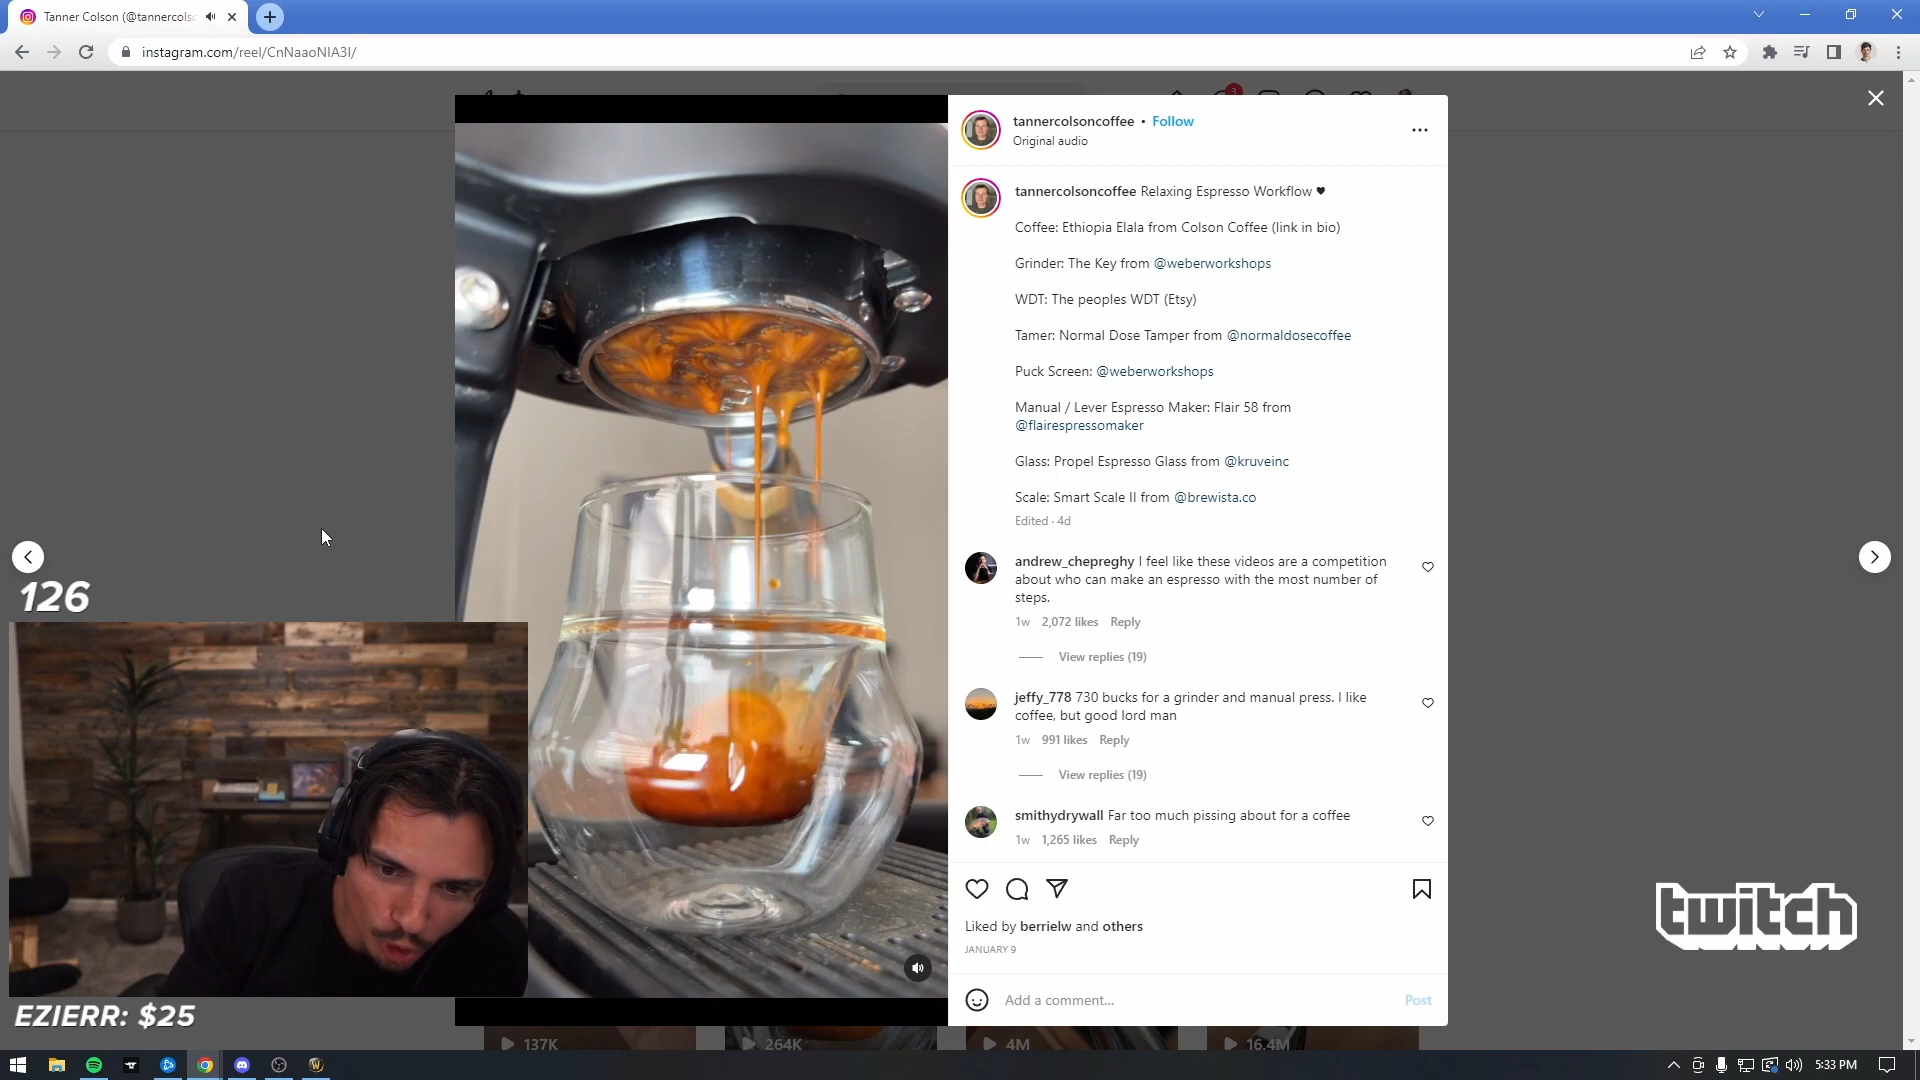 Tanner Colson (@tannercolso
instagram.com/reel/CnNaaoNIA3I/
3
tannercolsoncoffee • Follow
Original audio
tannercolsoncoffee Relaxing Espresso Workflow ♥
Coffee: Ethiopia Elala from Colson Coffee (link in bio)
Grinder: The Key from @weberworkshops
WDT: The peoples WDT (Etsy)
Tamer: Normal Dose Tamper from @normaldosecoffee
Puck Screen: @weberworkshops
Manual / Lever Espresso Maker: Flair 58 from
@flairespressomaker
Glass: Propel Espresso Glass from @kruveinc
Scale: Smart Scale II from @brewista.co
Edited · 4d
andrew_chepreghy I feel like these videos are a competition
about who can make an espresso with the most number of
steps.
1w 2,072 likes Reply
View replies (19)
jeffy_778 730 bucks for a grinder and manual press. I like
coffee, but good lord man
1w 991 likes Reply
View replies (19)
smithydrywall Far too much pissing about for a coffee
1w 1,265 likes Reply
Liked by berrielw and others
JANUARY 9
Add a comment...
Post
126
EZIERR: $25
twitch
137K
264K
4M
16.4M
5:33 PM